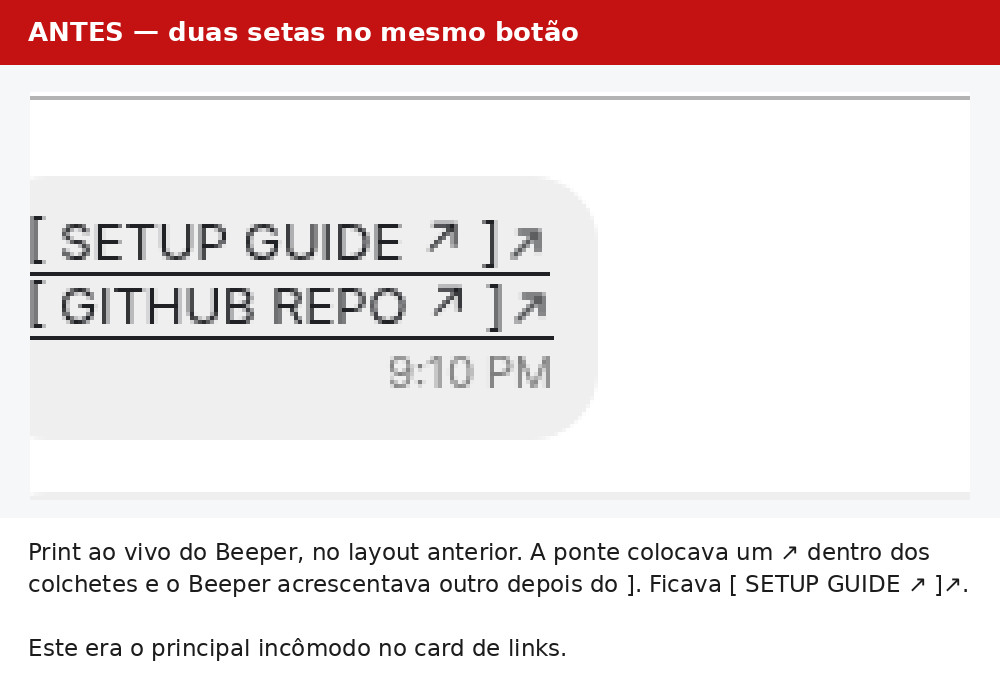 ANTES — duas setas no mesmo botão
[ SETUP GUIDE ↗ ]↗
[ GITHUB REPO ↗ ]↗
9:10 PM
Print ao vivo do Beeper, no layout anterior. A ponte colocava um ↗ dentro dos
colchetes e o Beeper acrescentava outro depois do ]. Ficava [ SETUP GUIDE ↗ ]↗.
Este era o principal incômodo no card de links.